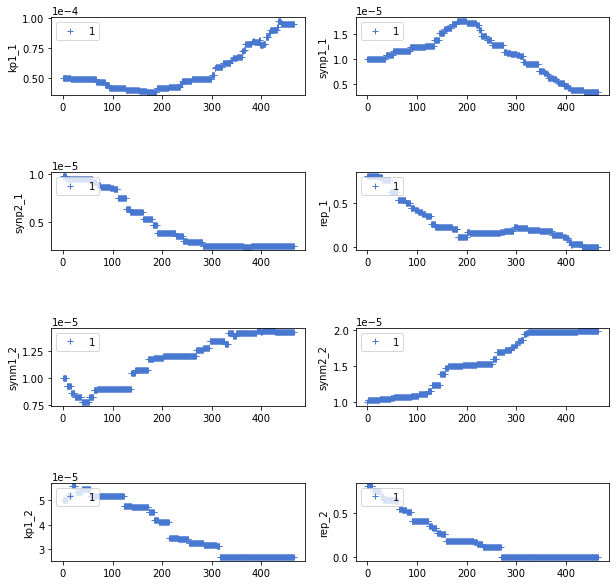 1e−4 1e−5
1.00 1 1.5 1
kp1_1 0.75 synp1_1 1.0
0.50 0.5
0 100 200 300 400 0 100 200 300 400
1e−5
1.0 1 1
synp2_1 0.5 rep_1 0.5
0.0
0 100 200 300 400 0 100 200 300 400
1e−5 1e−5
1.25 1 2.0 1
synm1_2 1.00 synm2_2 1.5
0.75 1.0
0 100 200 300 400 0 100 200 300 400
1e−5
5 1 1
kp1_2 4 rep_2 0.5
3 0.0
0 100 200 300 400 0 100 200 300 400